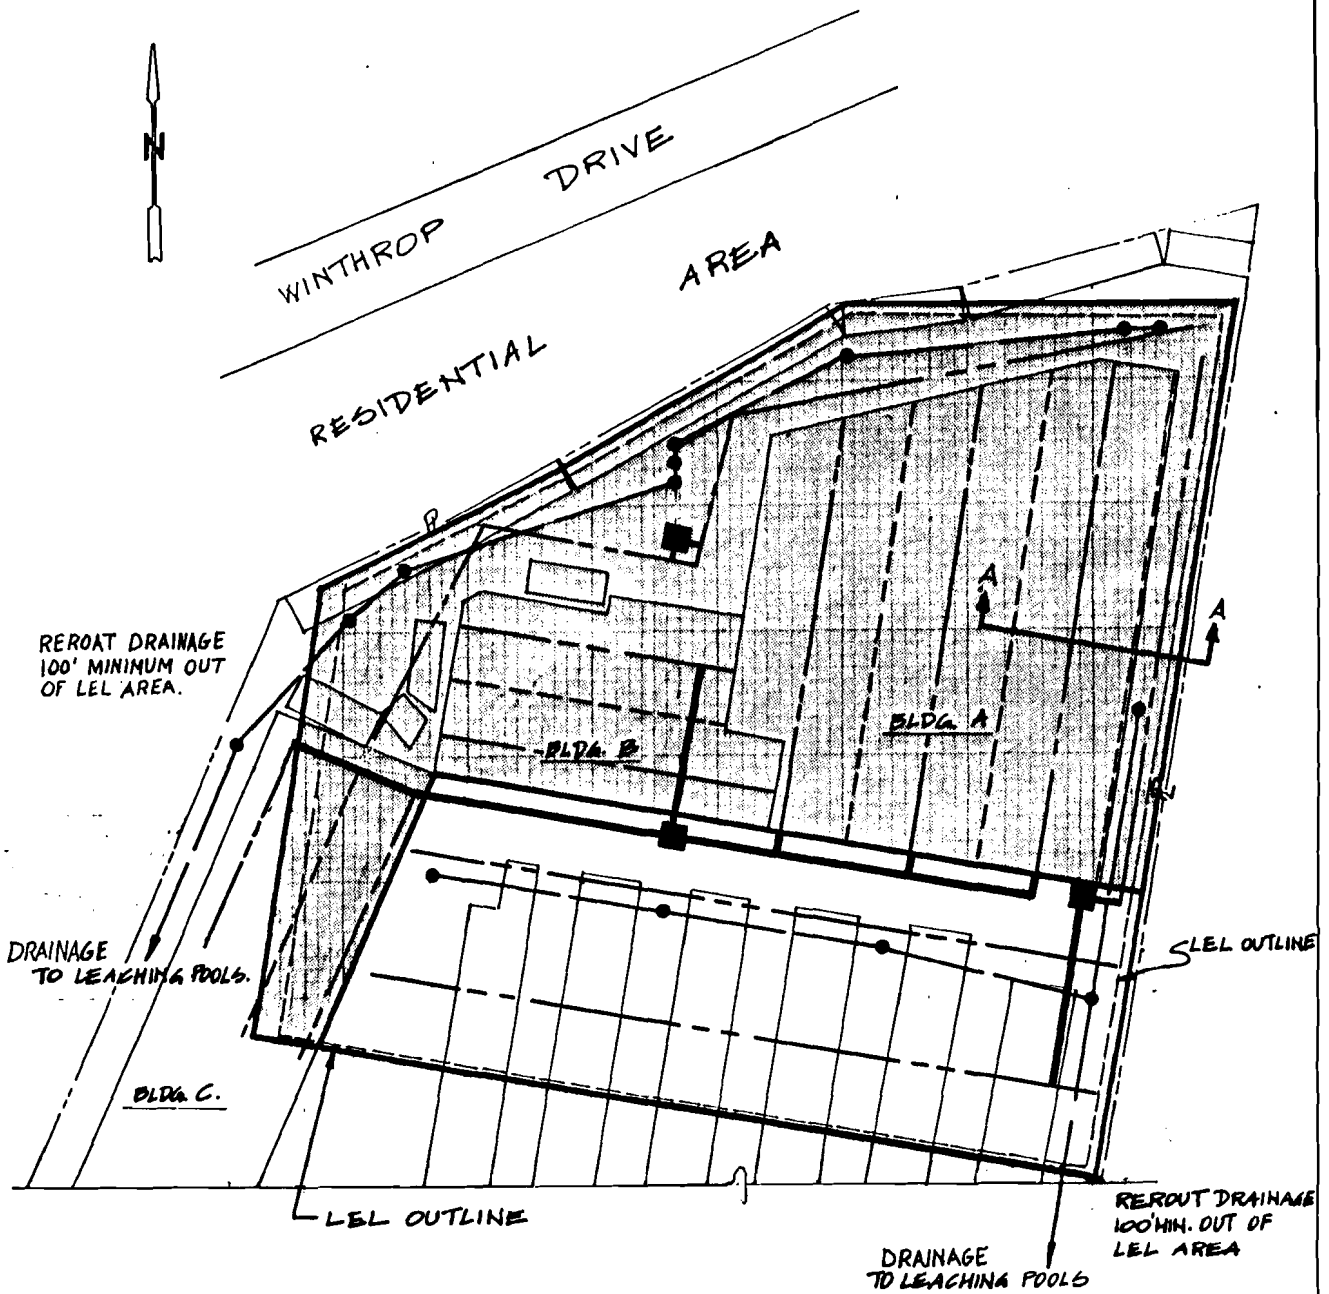 N
WINTHROP DRIVE
RESIDENTIAL AREA
P
A
A
REROAT DRAINAGE
100' MINIMUM OUT
OF LEL AREA.
BLDG. A
BLDG. B
DRAINAGE
TO LEACHING POOLS.
LEL OUTLINE
BLDG. C.
LEL OUTLINE
REROUT DRAINAGE
100' MIN. OUT OF
LEL AREA
DRAINAGE
TO LEACHING POOLS